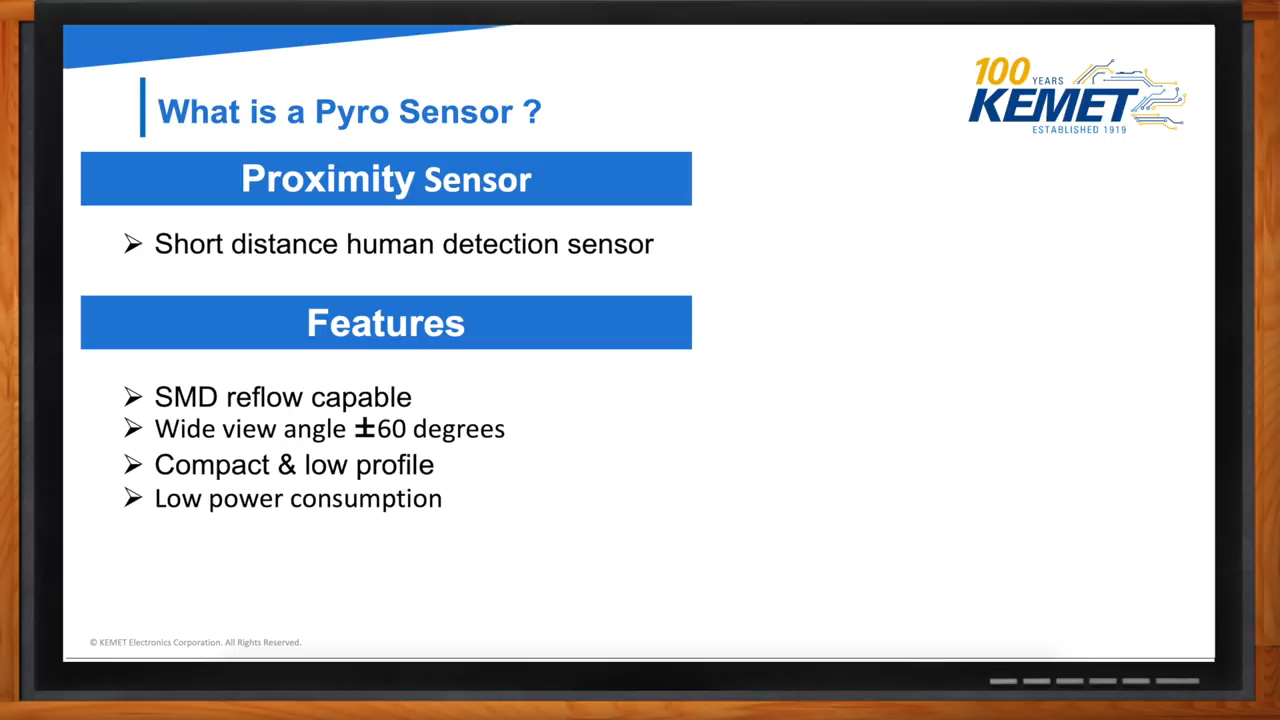 What is a Pyro Sensor ?
100 YEARS
KEMET
ESTABLISHED 1919
Proximity Sensor
➢ Short distance human detection sensor
Features
➢ SMD reflow capable
➢ Wide view angle ±60 degrees
➢ Compact & low profile
➢ Low power consumption
© KEMET Electronics Corporation. All Rights Reserved.